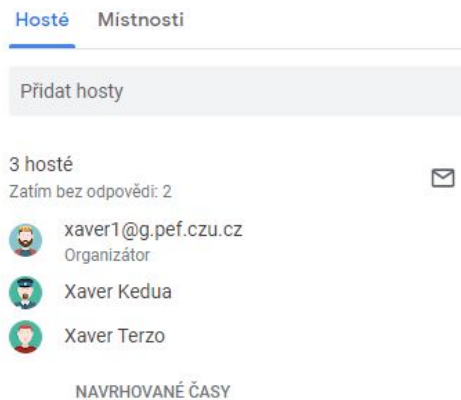 Hosté Místnosti
Přidat hosty
3 hosté
Zatím bez odpovědi: 2
xaver1@g.pef.czu.cz
Organizátor
Xaver Kedua
Xaver Terzo
NAVRHOVANÉ ČASY